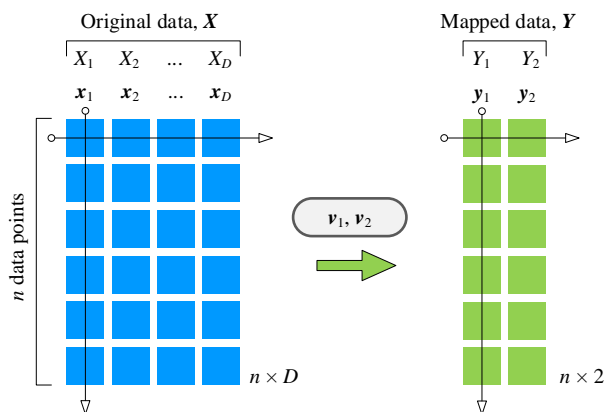 Original data, X
X1 X2 ... XD
x1 x2 ... xD
n data points
n × D
v1, v2
Mapped data, Y
Y1 Y2
y1 y2
n × 2